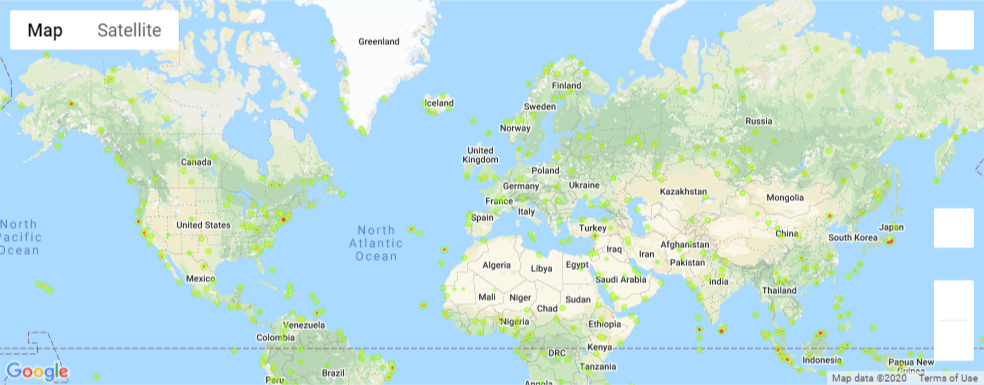 Map
Satellite
Greenland
Iceland
Finland
Sweden
Norway
Russia
Canada
United
Kingdom
Poland
Germany
Ukraine
Kazakhstan
Mongolia
France
Italy
Spain
Turkey
North
Pacific
Ocean
United States
North
Atlantic
Ocean
China
South Korea
Japan
Iraq
Iran
Afghanistan
Pakistan
Algeria
Libya
Egypt
Saudi Arabia
India
Mexico
Mali
Niger
Chad
Sudan
Thailand
Nigeria
Ethiopia
Venezuela
Colombia
Kenya
DRC
Tanzania
Indonesia
Papua New
Guinea
Brazil
Peru
Angola
Google
Map data ©2020
Terms of Use